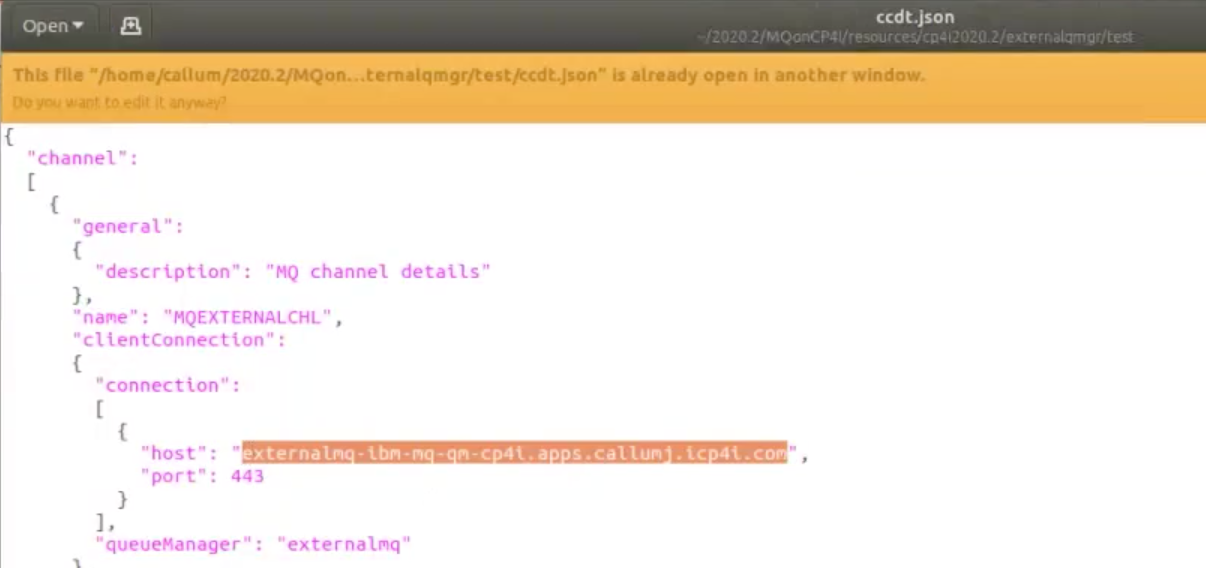 Open
ccdt.json
~/2020.2/MQonCP4I/resources/cp4i2020.2/externalqmgr/test
This file "/home/callum/2020.2/MQon...ternalqmgr/test/ccdt.json" is already open in another window.
Do you want to edit it anyway?
{
"channel":
[
{
"general":
{
"description": "MQ channel details"
},
"name": "MQEXTERNALCHL",
"clientConnection":
{
"connection":
[
{
"host": "externalmq-ibm-mq-qm-cp4i.apps.callumj.icp4i.com",
"port": 443
}
],
"queueManager": "externalmq"
}